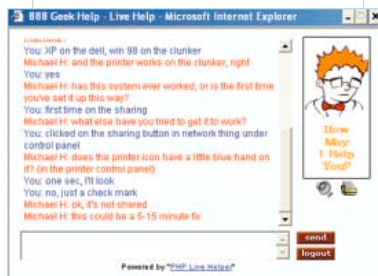 888 Geek Help - Live Help - Microsoft Internet Explorer
You: XP on the dell, win 98 on the clunker
Michael H: and the printer works on the clunker, right
You: yes
Michael H: has this system ever worked, or is the first time
you've set it up this way?
You: first time on the sharing
Michael H: what else have you tried to get it to work?
You: clicked on the sharing button in network thing under
control panel
Michael H: does the printer icon have a little blue hand on
it? (in the printer control panel)
You: one sec, I'll look
You: no, just a check mark
Michael H: ok, it's not shared
Michael H: this could be a 5-15 minute fix
How
May
I Help
You?
send
logout
Powered by "PHP Live Helper"